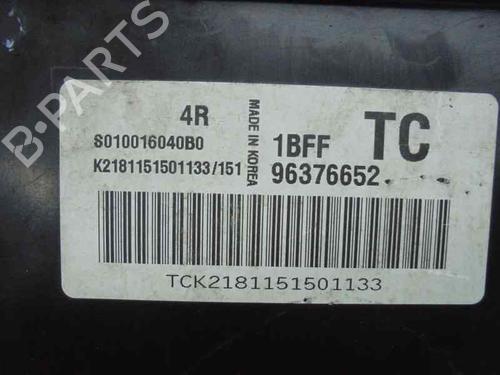 B-PARTS
4R
S010016040B0
K2181151501133/151
MADE IN KOREA
1BFF
TC
96376652
TCK2181151501133